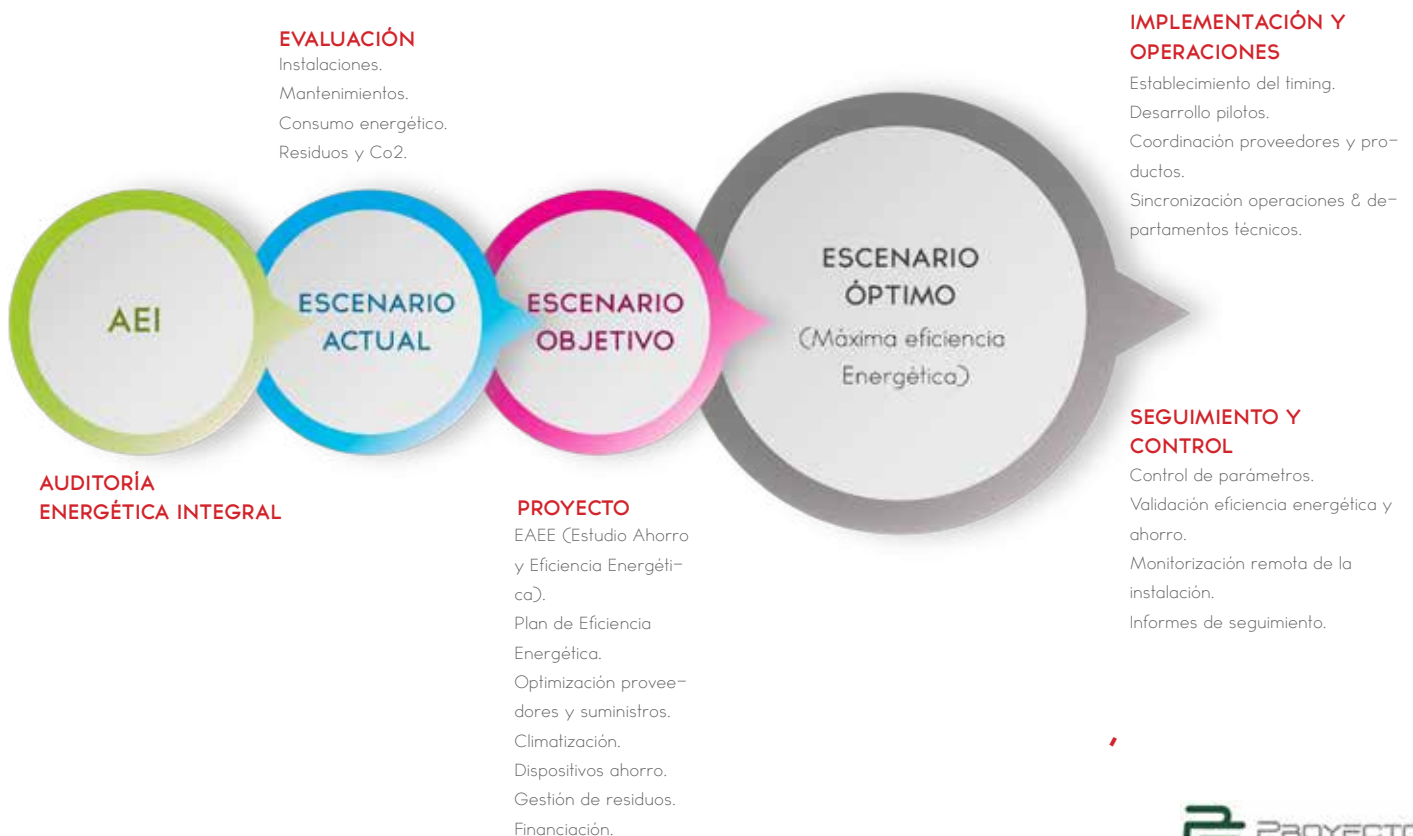 EVALUACIÓN
Instalaciones.
Mantenimientos.
Consumo energético.
Residuos y Co2.
IMPLEMENTACIÓN Y
OPERACIONES
Establecimiento del timing.
Desarrollo pilotos.
Coordinación proveedores y pro-
ductos.
Sincronización operaciones & de-
partamentos técnicos.
AEI
ESCENARIO
ACTUAL
ESCENARIO
OBJETIVO
ESCENARIO
ÓPTIMO
(Máxima eficiencia
Energética)
AUDITORÍA
ENERGÉTICA INTEGRAL
PROYECTO
EAEE (Estudio Ahorro
y Eficiencia Energéti-
ca).
Plan de Eficiencia
Energética.
Optimización provee-
dores y suministros.
Climatización.
Dispositivos ahorro.
Gestión de residuos.
Financiación.
SEGUIMIENTO Y
CONTROL
Control de parámetros.
Validación eficiencia energética y
ahorro.
Monitorización remota de la
instalación.
Informes de seguimiento.
PROYECTO